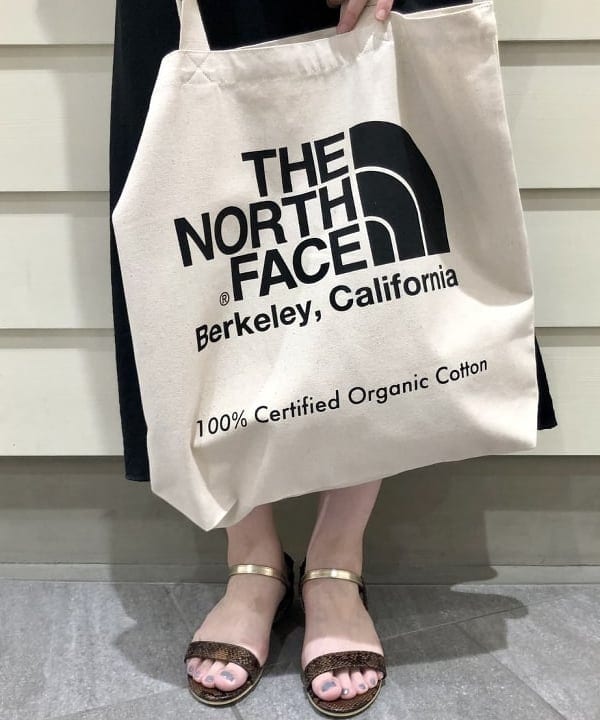 THE
NORTH
® FACE
Berkeley, California
100% Certified Organic Cotton